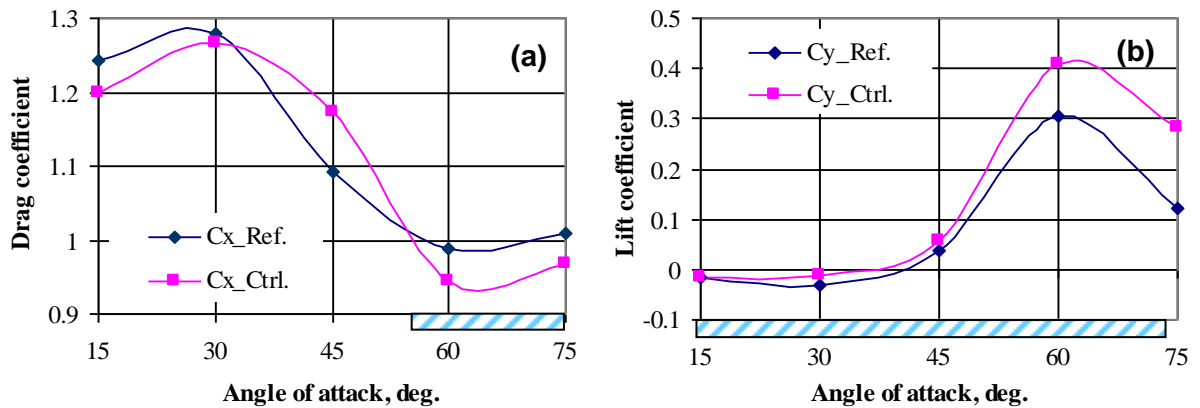 1.3
1.2
1.1
1
0.9
Drag coefficient
(a)
Cx_Ref.
Cx_Ctrl.
15 30 45 60 75
Angle of attack, deg.
0.5
0.4
0.3
0.2
0.1
0
-0.1
Lift coefficient
(b)
Cy_Ref.
Cy_Ctrl.
15 30 45 60 75
Angle of attack, deg.